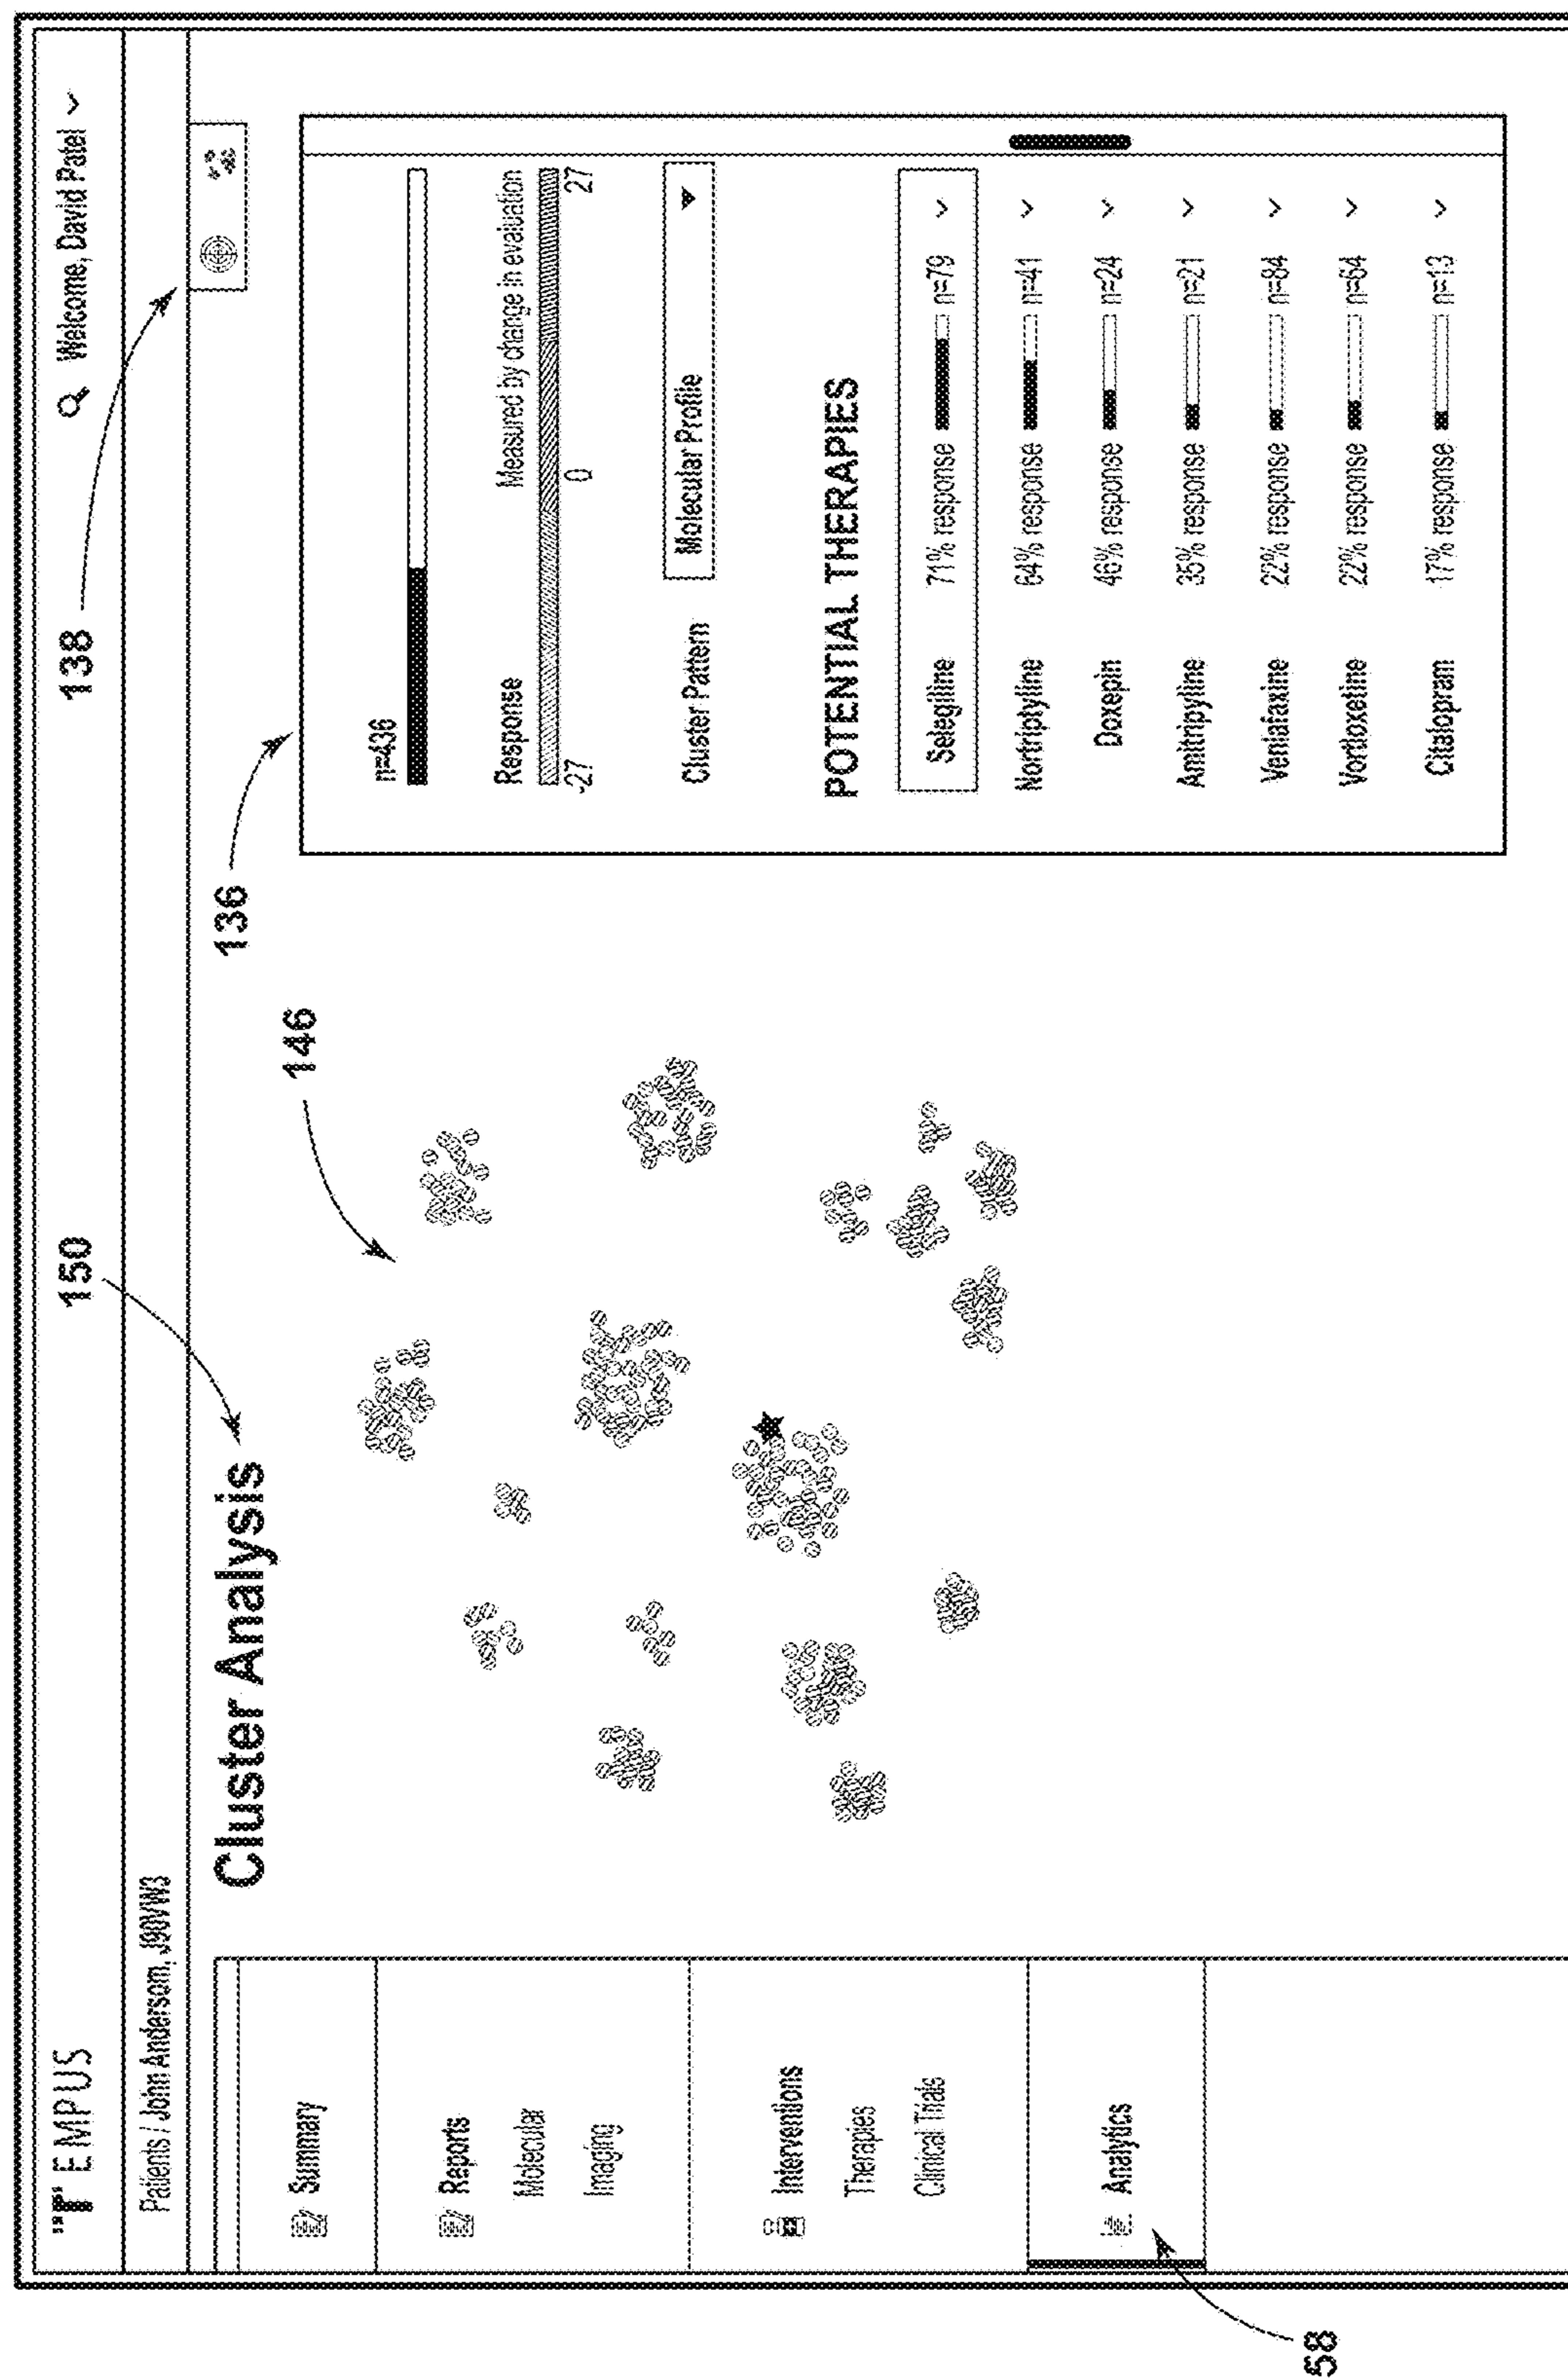 138
150
146
136
58
TEMPUS
Welcome, David Patel
Patients / John Anderson, J90VW3
Summary
Reports
Molecular
Imaging
Interventions
Therapies
Clinical Trials
Analytics
Cluster Analysis
n=436
Response Measured by change in evaluation
-27 0 27
Cluster Pattern Molecular Profile
POTENTIAL THERAPIES
Selegiline 71% response n=79
Nortriptyline 64% response n=41
Doxepin 46% response n=24
Amitripyline 35% response n=21
Venlafaxine 22% response n=84
Vortioxetine 22% response n=64
Citalopram 17% response n=13